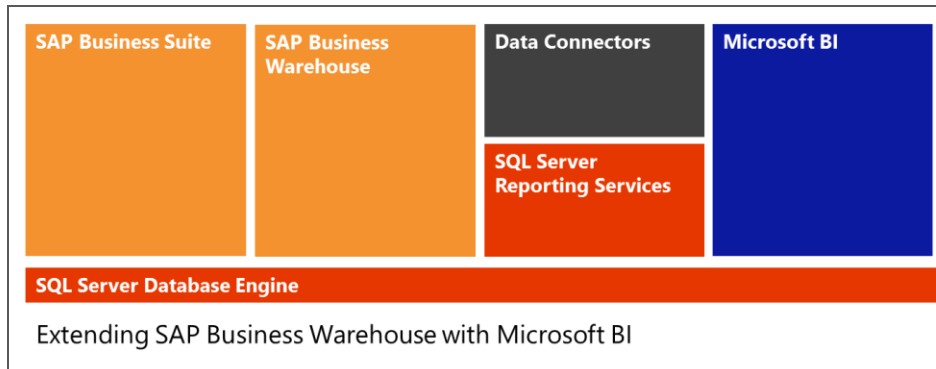 SAP Business Suite
SAP Business
Warehouse
Data Connectors
Microsoft BI
SQL Server
Reporting Services
SQL Server Database Engine
Extending SAP Business Warehouse with Microsoft BI